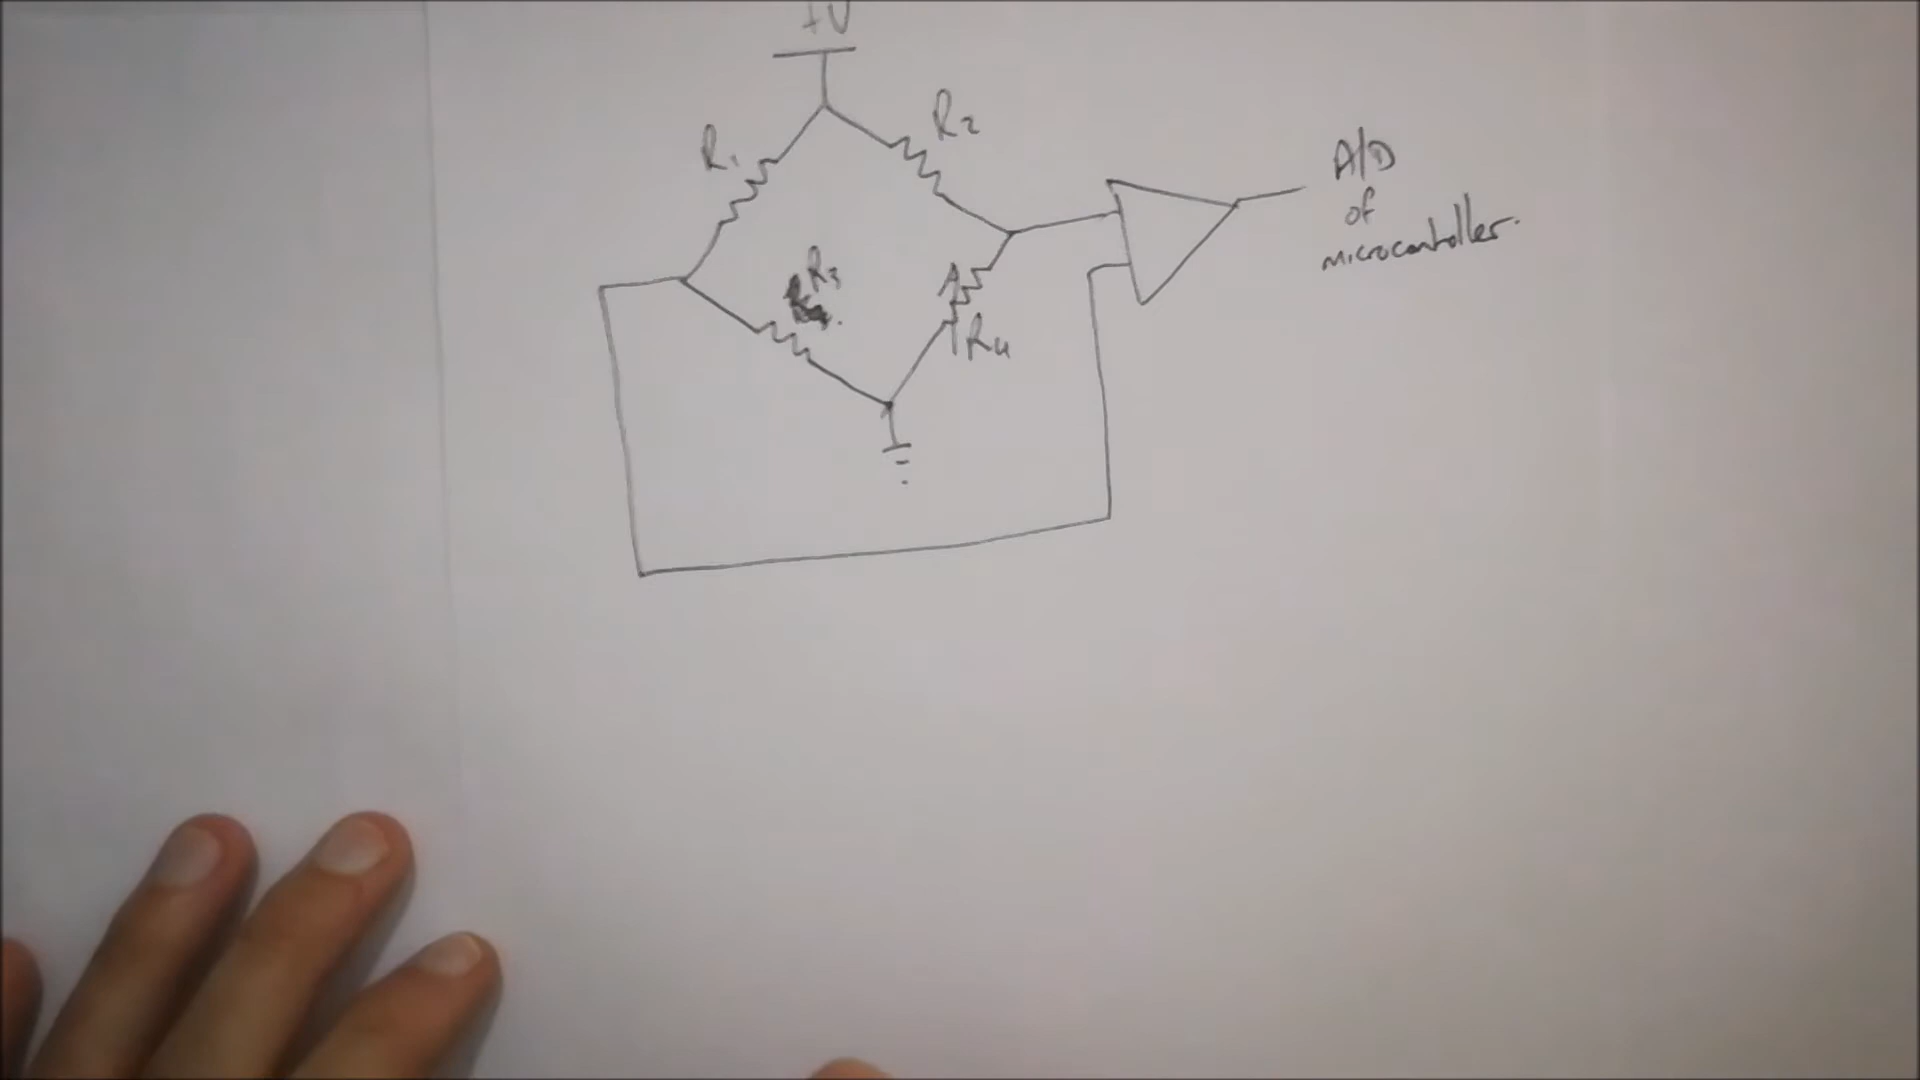 +V
R2
R1
A/D
of
microcontroller.
R3
R4